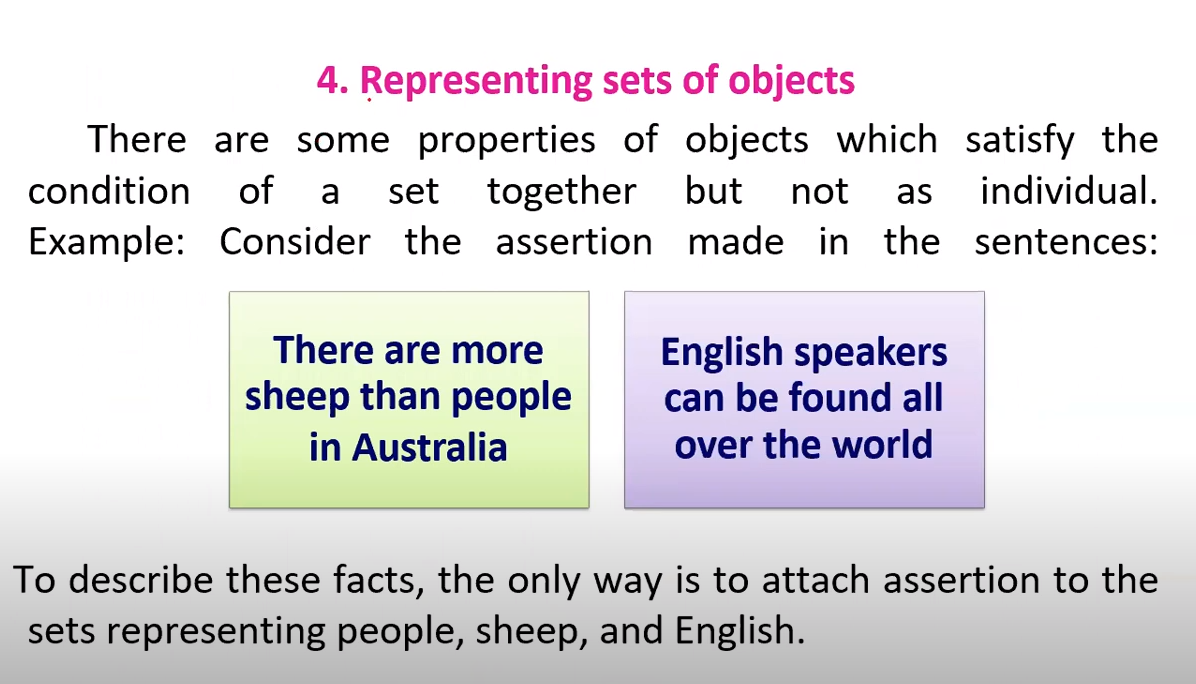 4. Representing sets of objects
There are some properties of objects which satisfy the
condition of a set together but not as individual.
Example: Consider the assertion made in the sentences:
There are more
sheep than people
in Australia
English speakers
can be found all
over the world
To describe these facts, the only way is to attach assertion to the
sets representing people, sheep, and English.